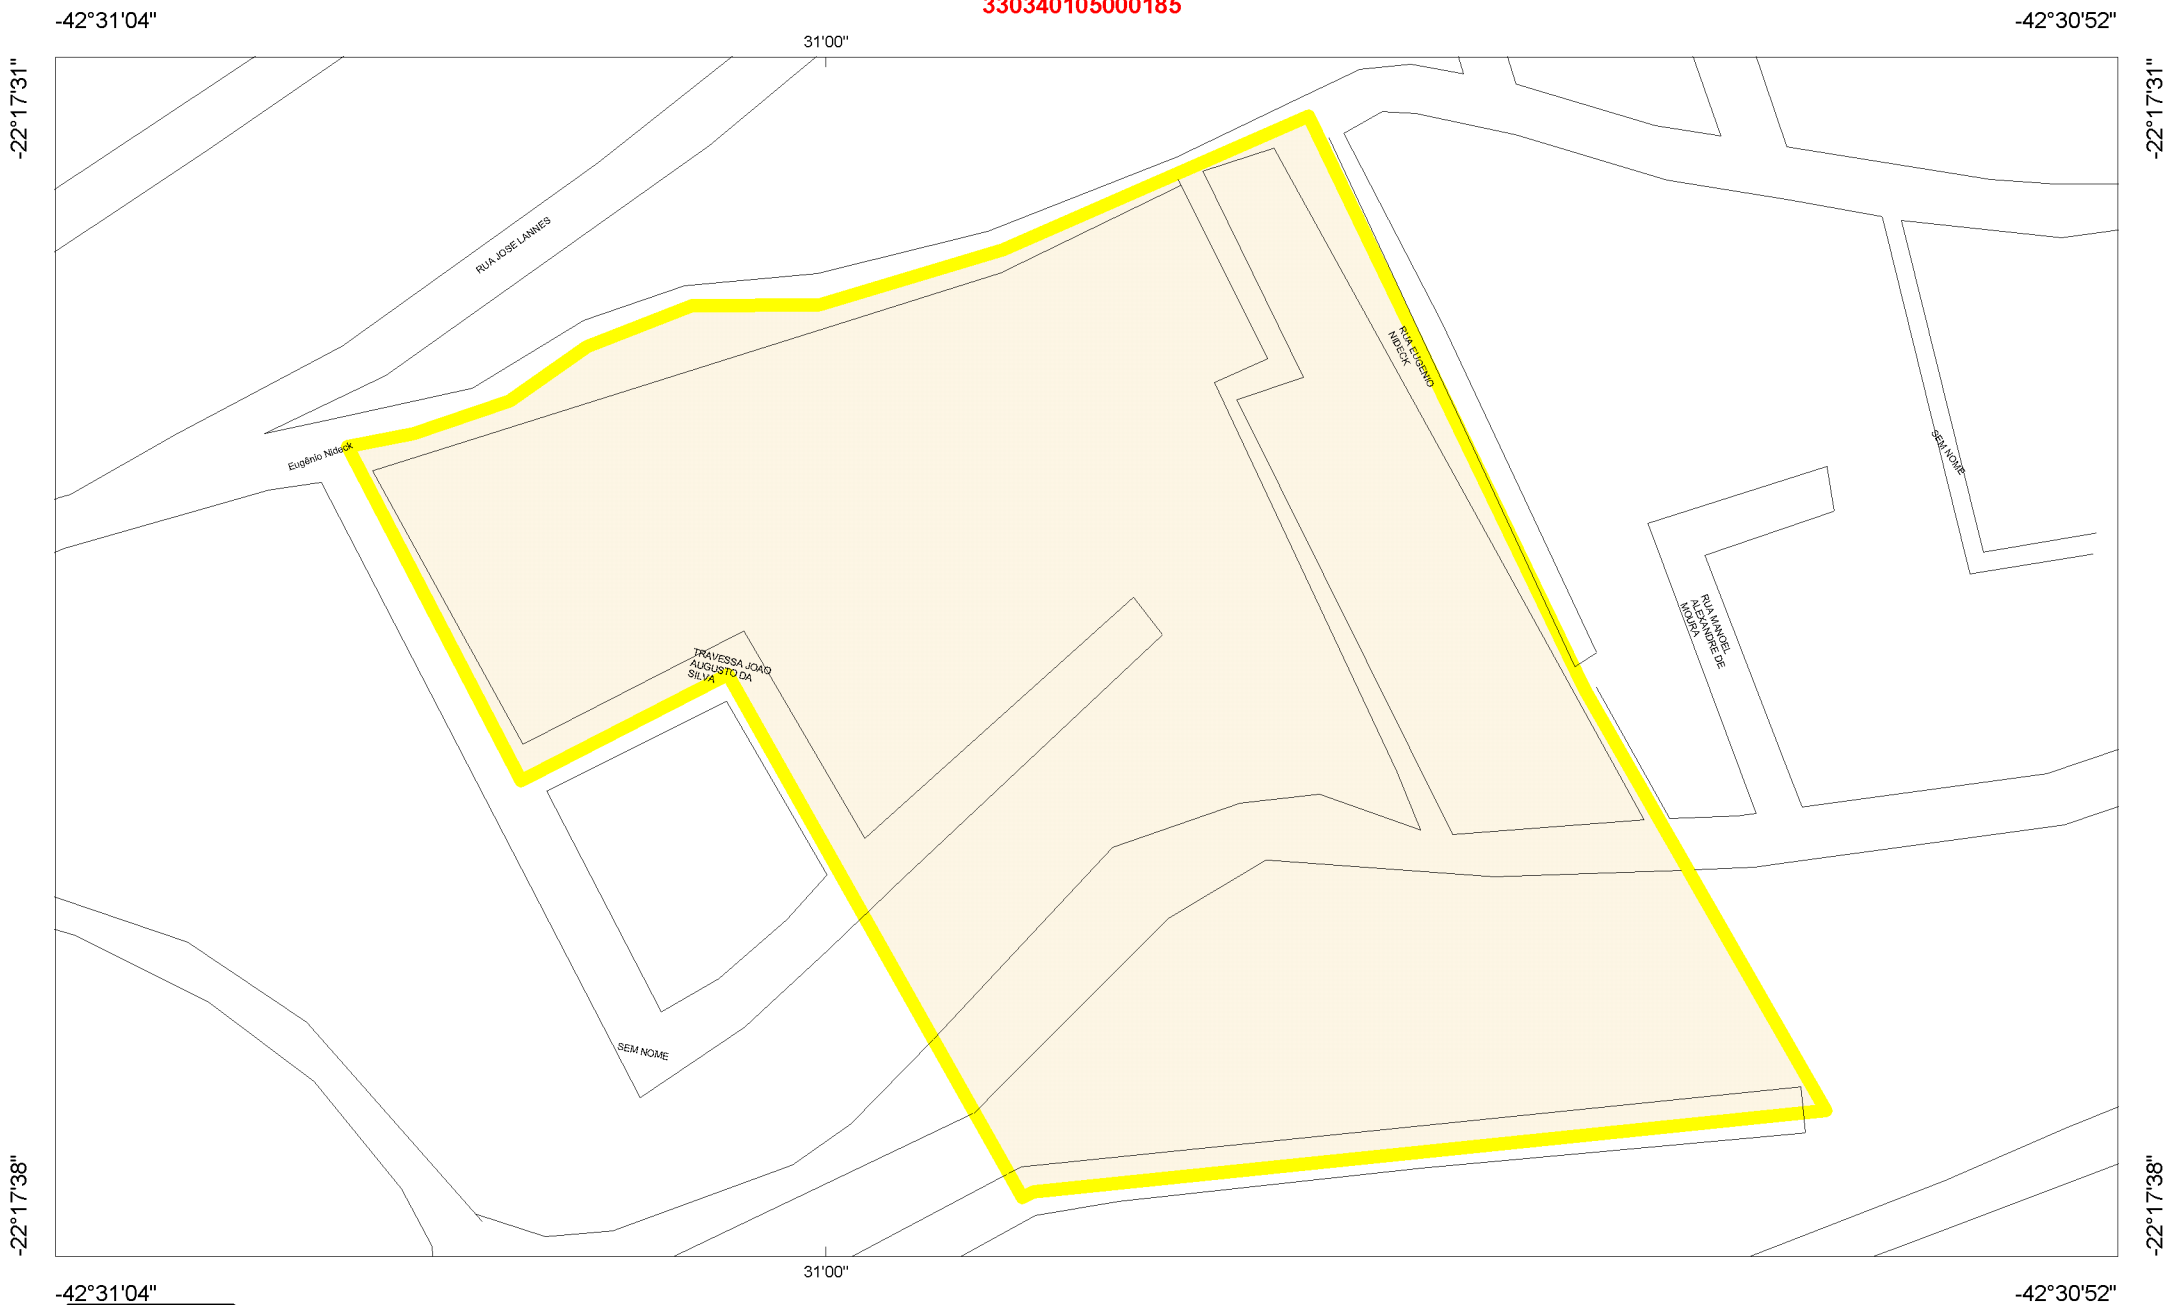 330340105000185
-42°31'04"
-42°30'52"
31'00"
-22°17'31"
-22°17'31"
RUA JOSE LANNES
RUA EUGENIO
NIDECK
Eugênio Nideck
SEM NOME
RUA MANOEL
ALEXANDRE DE
MOURA
TRAVESSA JOAO
AUGUSTO DA
SILVA
SEM NOME
-22°17'38"
-22°17'38"
31'00"
-42°31'04"
-42°30'52"